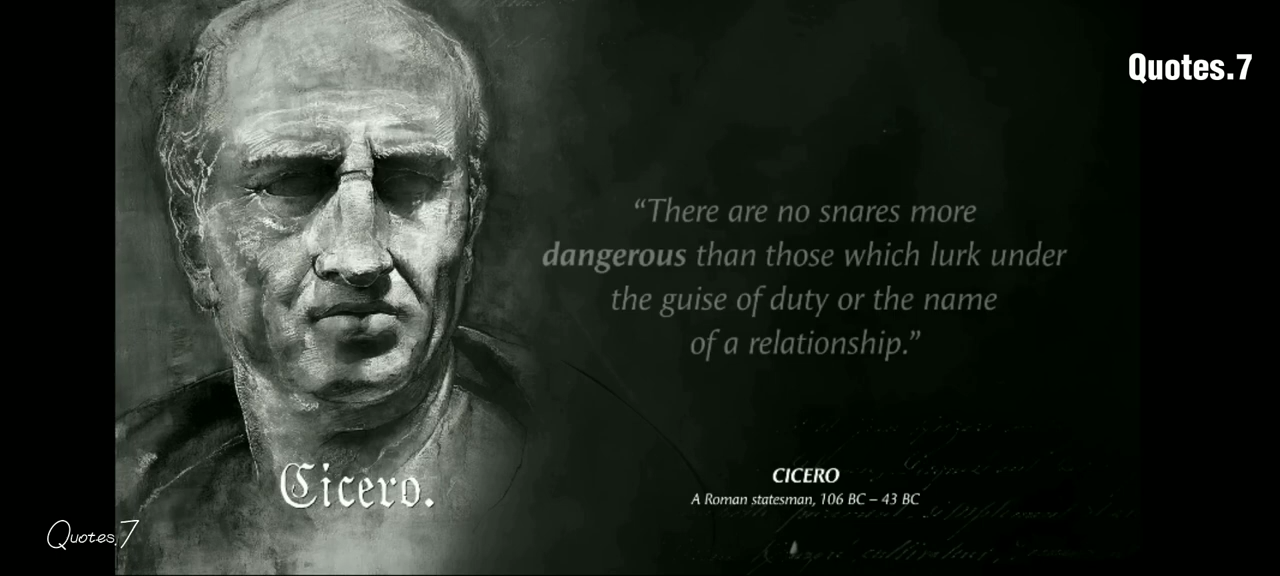 Quotes.7
“There are no snares more
dangerous than those which lurk under
the guise of duty or the name
of a relationship.”
CICERO
A Roman statesman, 106 BC – 43 BC
Cicero.
Quotes.7